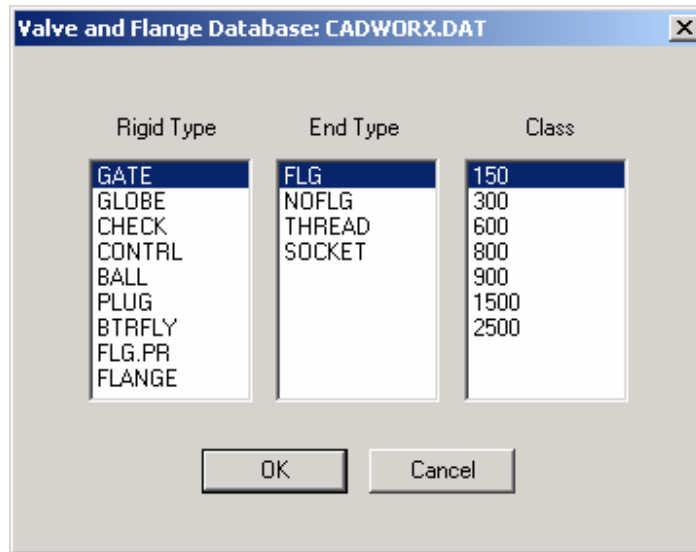 Valve and Flange Database: CADWORX.DAT
Rigid Type
End Type
Class
GATE
GLOBE
CHECK
CONTRL
BALL
PLUG
BTRFLY
FLG.PR
FLANGE
FLG
NOFLG
THREAD
SOCKET
150
300
600
800
900
1500
2500
OK
Cancel